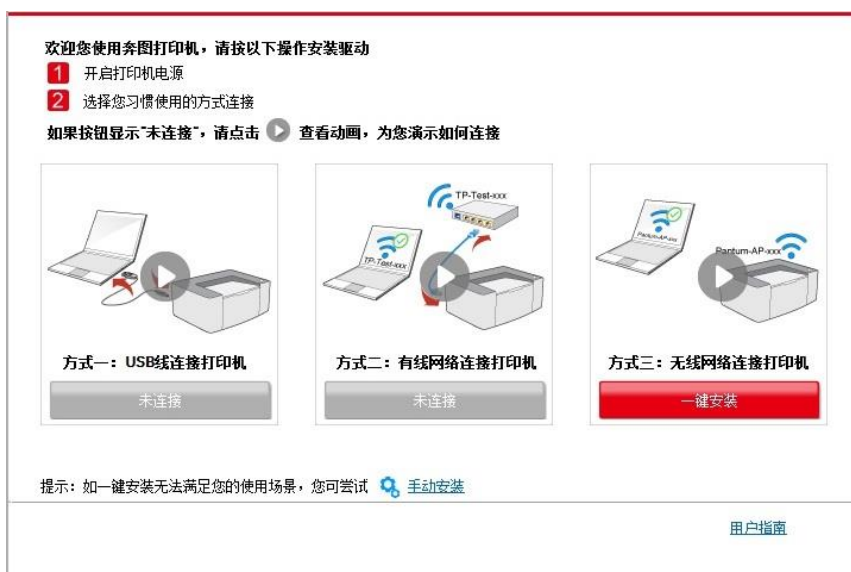 欢迎您使用奔图打印机，请按以下操作安装驱动
1 开启打印机电源
2 选择您习惯使用的方式连接
如果按钮显示"未连接"，请点击 查看动画，为您演示如何连接
TP-Test-xxx
TP-Test-xxx
Pantum-AP-xxx
Pantum-AP-xxx
方式一：USB线连接打印机
方式二：有线网络连接打印机
方式三：无线网络连接打印机
未连接
未连接
一键安装
提示：如一键安装无法满足您的使用场景，您可尝试 手动安装
用户指南